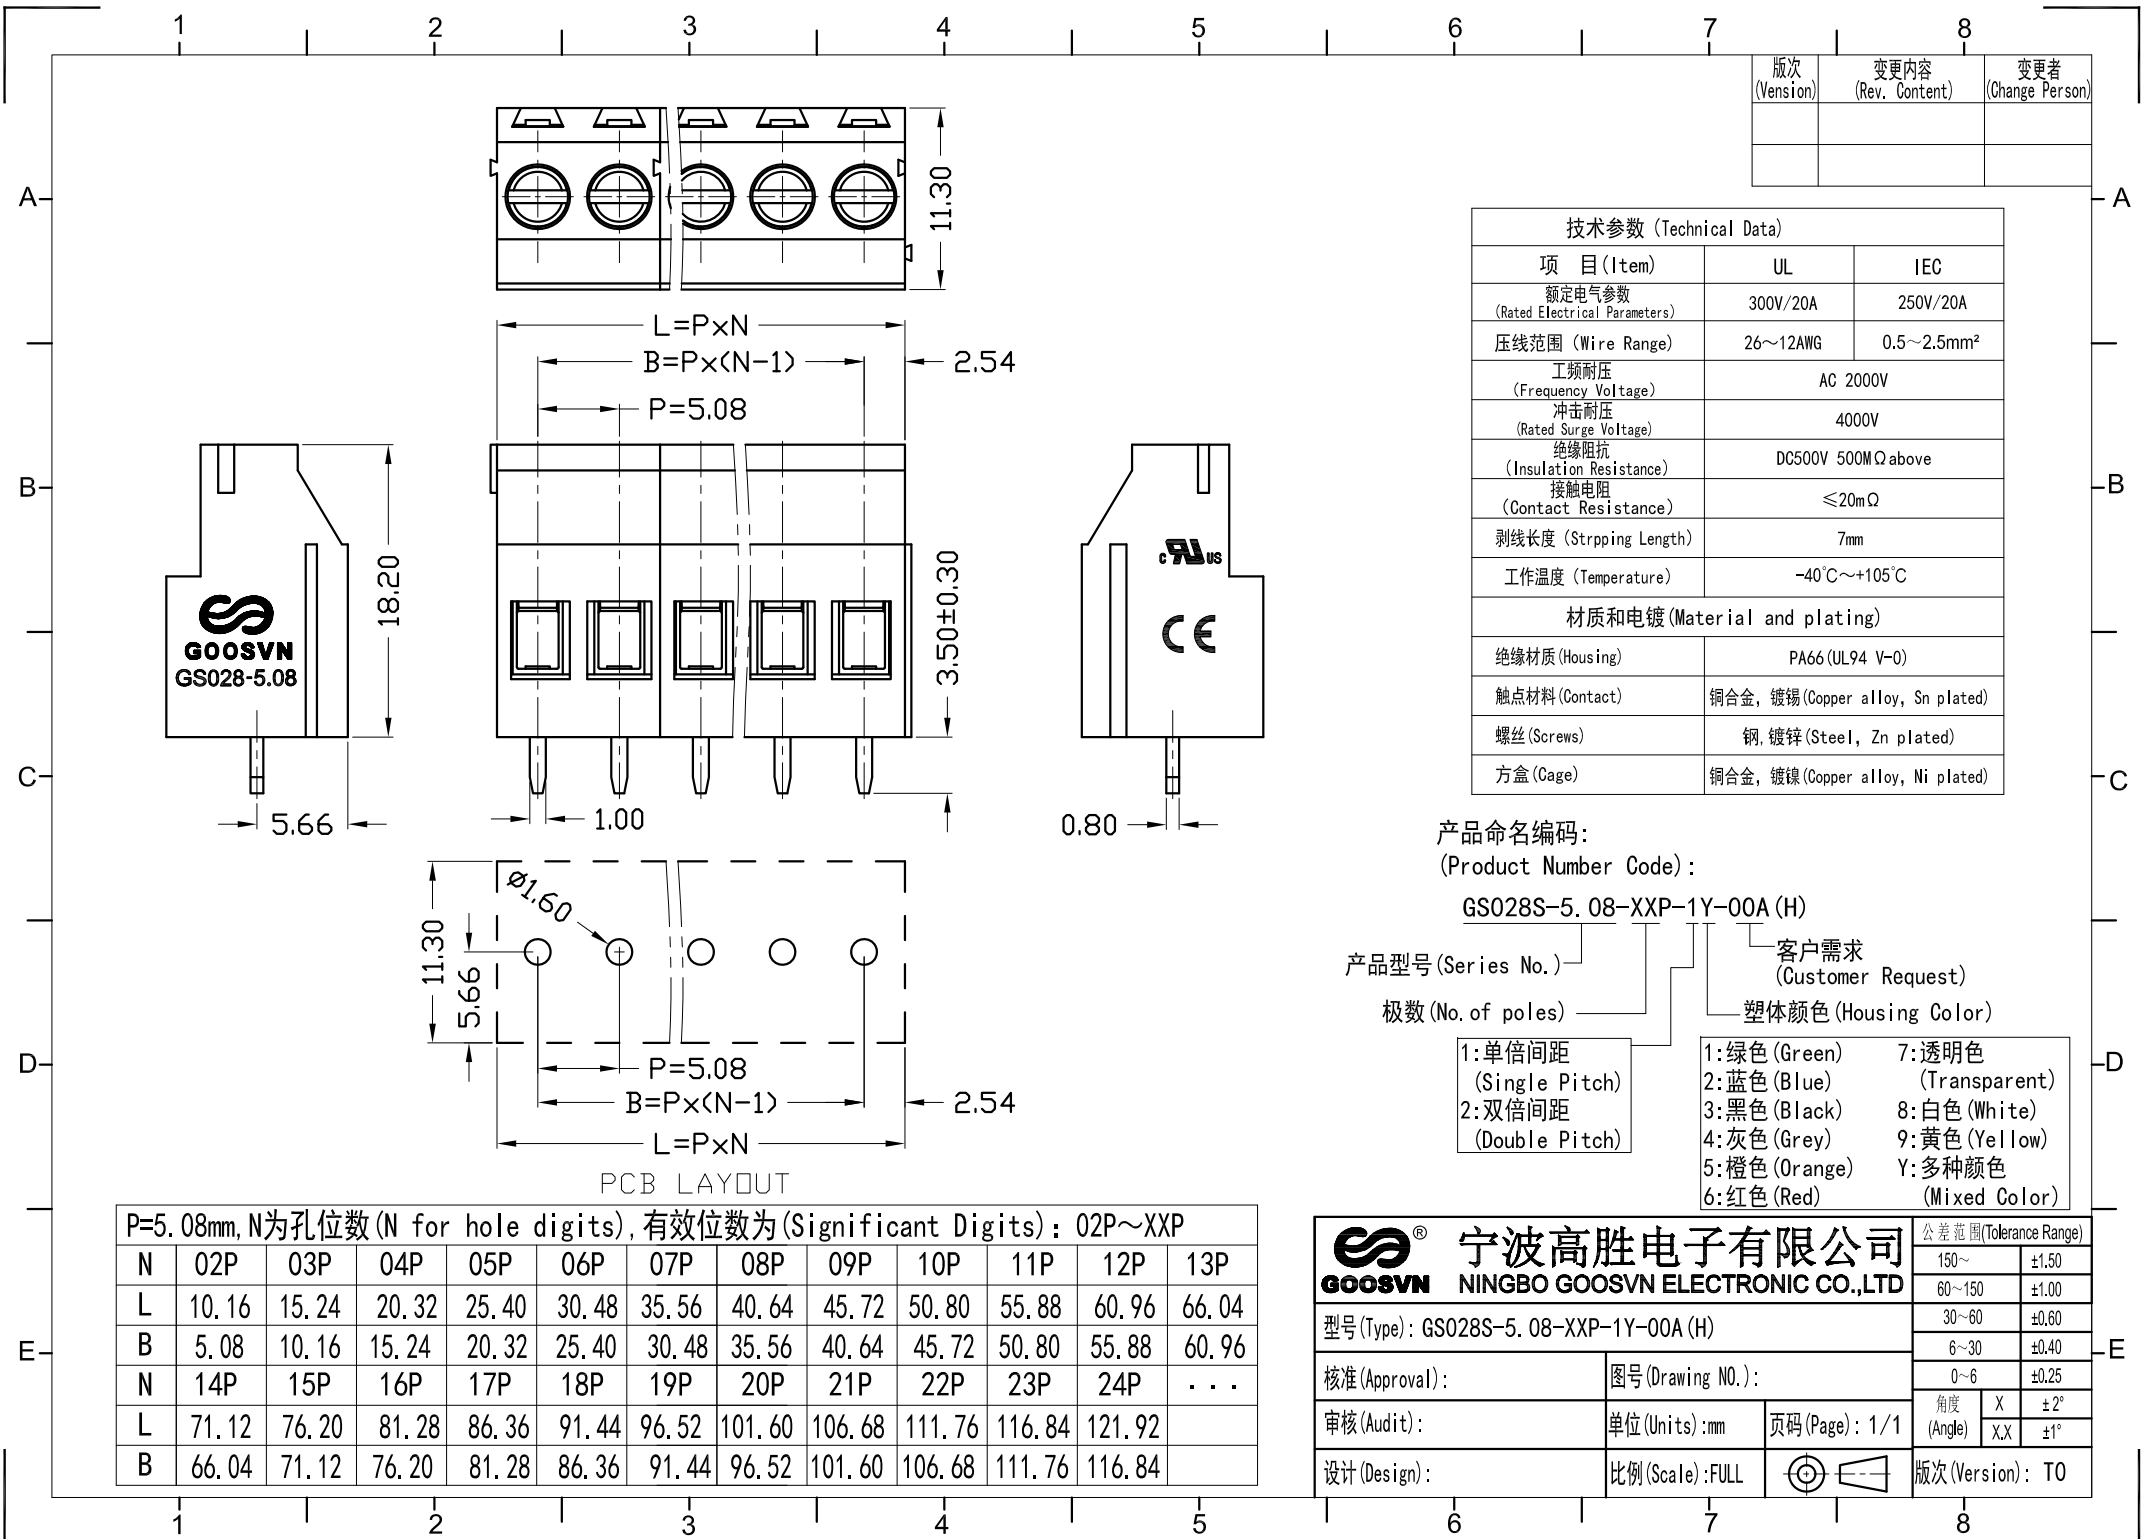 1 2 3 4 5 6 7 8
版次 变更内容 变更者
(Vension) (Rev. Content) (Change Person)
A A
B B
C C
D D
E E
11.30
L=P×N
B=P×(N-1) 2.54
P=5.08
18.20
GOOSVN
GS028-5.08
5.66
1.00
3.50±0.30
c RU US
CE
0.80
ø1.60
11.30
5.66
P=5.08
B=P×(N-1) 2.54
L=P×N
PCB LAYOUT
技术参数 (Technical Data)
项 目(Item) UL IEC
额定电气参数
(Rated Electrical Parameters) 300V/20A 250V/20A
压线范围 (Wire Range) 26～12AWG 0.5～2.5mm²
工频耐压
(Frequency Voltage) AC 2000V
冲击耐压
(Rated Surge Voltage) 4000V
绝缘阻抗
(Insulation Resistance) DC500V 500MΩabove
接触电阻
(Contact Resistance) ≤20mΩ
剥线长度 (Strpping Length) 7mm
工作温度 (Temperature) -40℃～+105℃
材质和电镀(Material and plating)
绝缘材质(Housing) PA66(UL94 V-0)
触点材料(Contact) 铜合金, 镀锡(Copper alloy, Sn plated)
螺丝(Screws) 钢, 镀锌(Steel, Zn plated)
方盒(Cage) 铜合金, 镀镍(Copper alloy, Ni plated)
产品命名编码:
(Product Number Code):
GS028S-5.08-XXP-1Y-00A(H)
产品型号(Series No.)
客户需求
(Customer Request)
极数(No.of poles)
塑体颜色(Housing Color)
1:单倍间距
(Single Pitch)
2:双倍间距
(Double Pitch)
1:绿色(Green) 7:透明色
2:蓝色(Blue) (Transparent)
3:黑色(Black) 8:白色(White)
4:灰色(Grey) 9:黄色(Yellow)
5:橙色(Orange) Y:多种颜色
6:红色(Red) (Mixed Color)
P=5.08mm, N为孔位数(N for hole digits), 有效位数为(Significant Digits): 02P～XXP
N 02P 03P 04P 05P 06P 07P 08P 09P 10P 11P 12P 13P
L 10.16 15.24 20.32 25.40 30.48 35.56 40.64 45.72 50.80 55.88 60.96 66.04
B 5.08 10.16 15.24 20.32 25.40 30.48 35.56 40.64 45.72 50.80 55.88 60.96
N 14P 15P 16P 17P 18P 19P 20P 21P 22P 23P 24P ···
L 71.12 76.20 81.28 86.36 91.44 96.52 101.60 106.68 111.76 116.84 121.92
B 66.04 71.12 76.20 81.28 86.36 91.44 96.52 101.60 106.68 111.76 116.84
® 宁波高胜电子有限公司
GOOSVN NINGBO GOOSVN ELECTRONIC CO.,LTD
型号(Type): GS028S-5.08-XXP-1Y-00A(H)
核准(Approval): 图号(Drawing NO.):
审核(Audit): 单位(Units):mm 页码(Page): 1/1
设计(Design): 比例(Scale):FULL
公差范围(Tolerance Range)
150~ ±1.50
60~150 ±1.00
30~60 ±0.60
6~30 ±0.40
0~6 ±0.25
角度 X ±2°
(Angle) X.X ±1°
版次(Version): T0
1 2 3 4 5 6 7 8